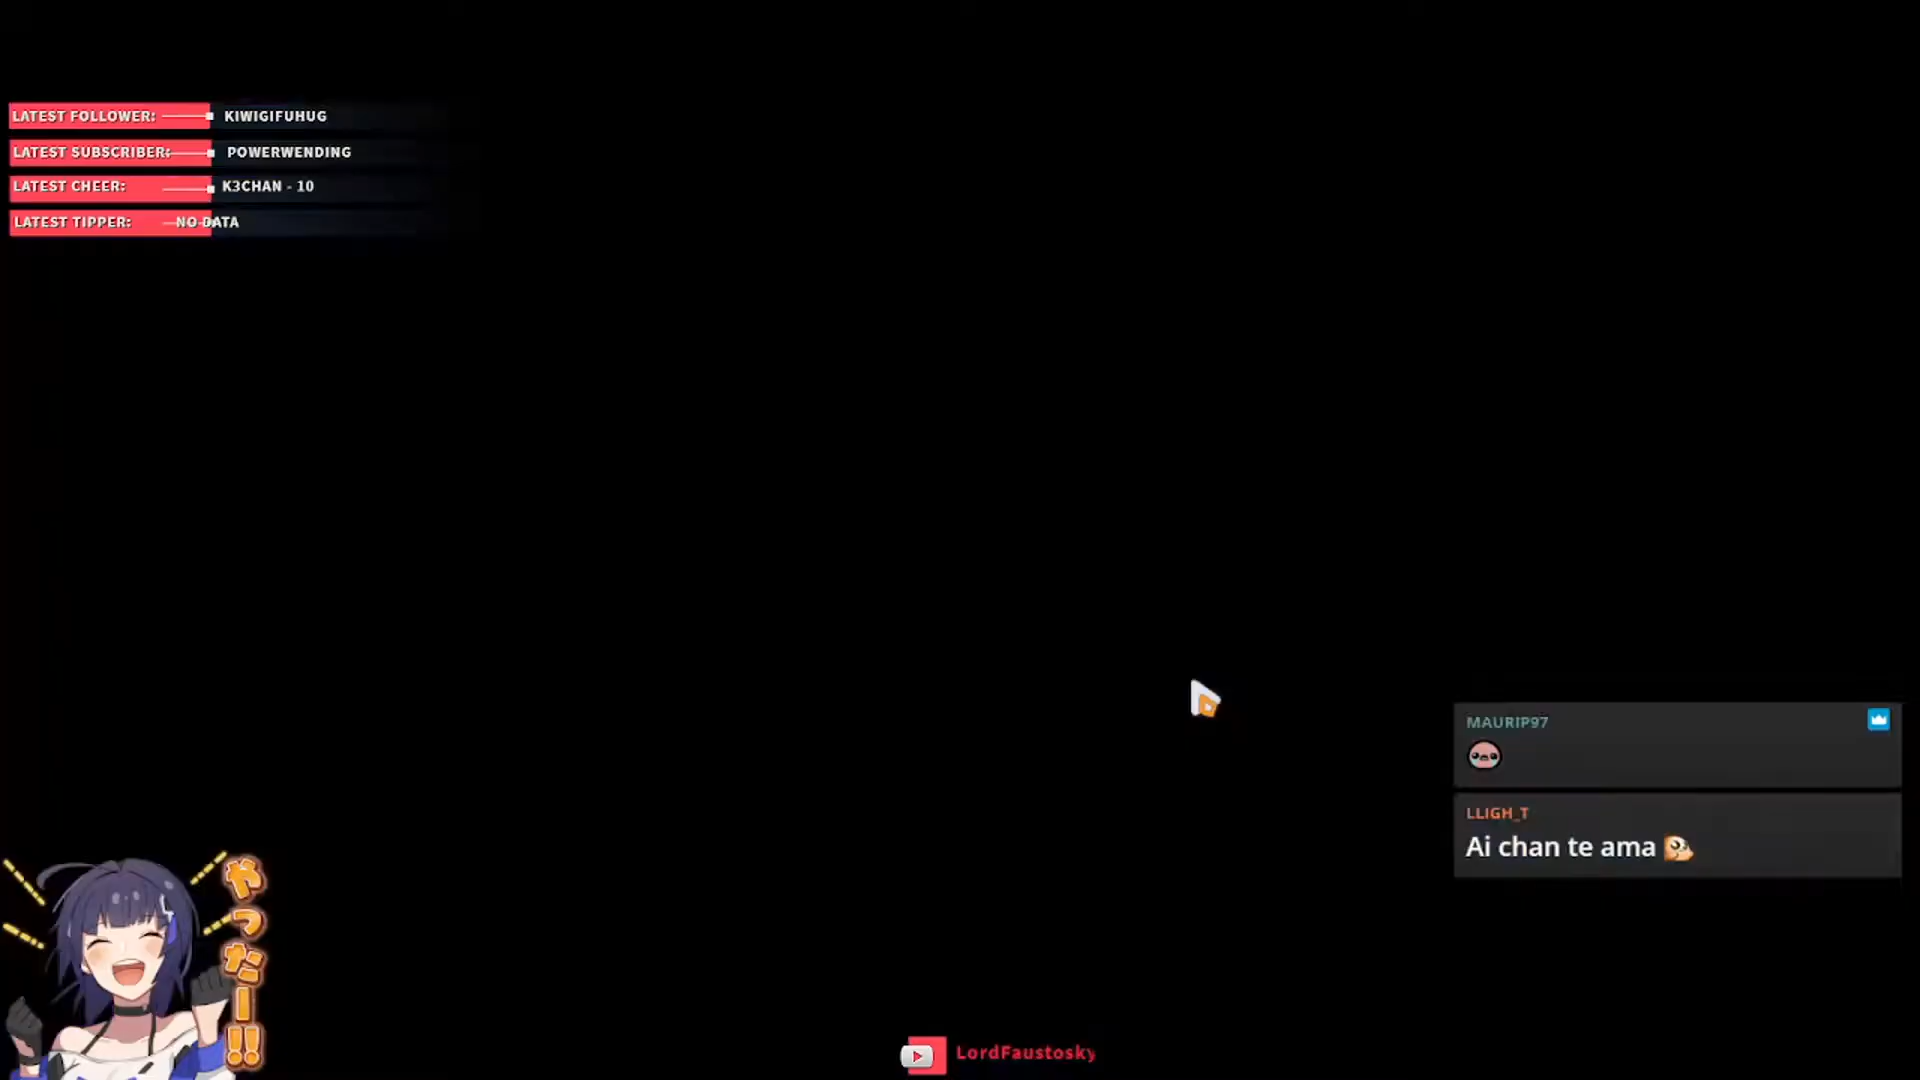 LATEST FOLLOWER: KIWIGIFUHUG
LATEST SUBSCRIBER: POWERWENDING
LATEST CHEER: K3CHAN - 10
LATEST TIPPER: NO DATA
MAURIP97
LLIGH_T
Ai chan te ama
やったー!!
LordFaustosky